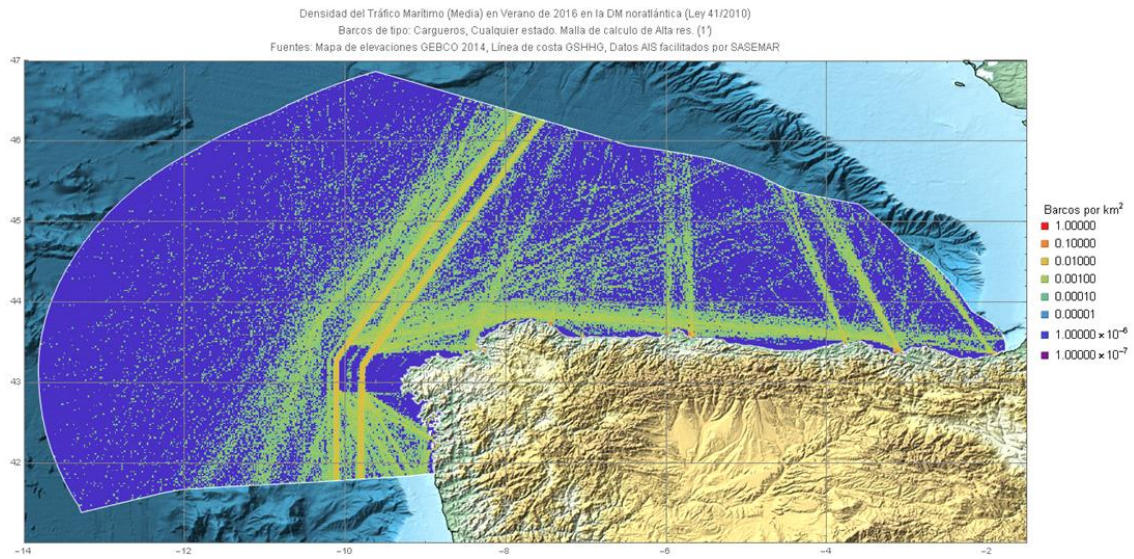 Densidad del Tráfico Marítimo (Media) en Verano de 2016 en la DM noratlántica (Ley 41/2010)
Barcos de tipo: Cargueros, Cualquier estado. Malla de calculo de Alta res. (1')
Fuentes: Mapa de elevaciones GEBCO 2014, Línea de costa GSHHG, Datos AIS facilitados por SASEMAR
47
46
45
44
43
42
Barcos por km²
1.00000
0.10000
0.01000
0.00100
0.00010
0.00001
1.00000 × 10⁻⁶
1.00000 × 10⁻⁷
−14 −12 −10 −8 −6 −4 −2